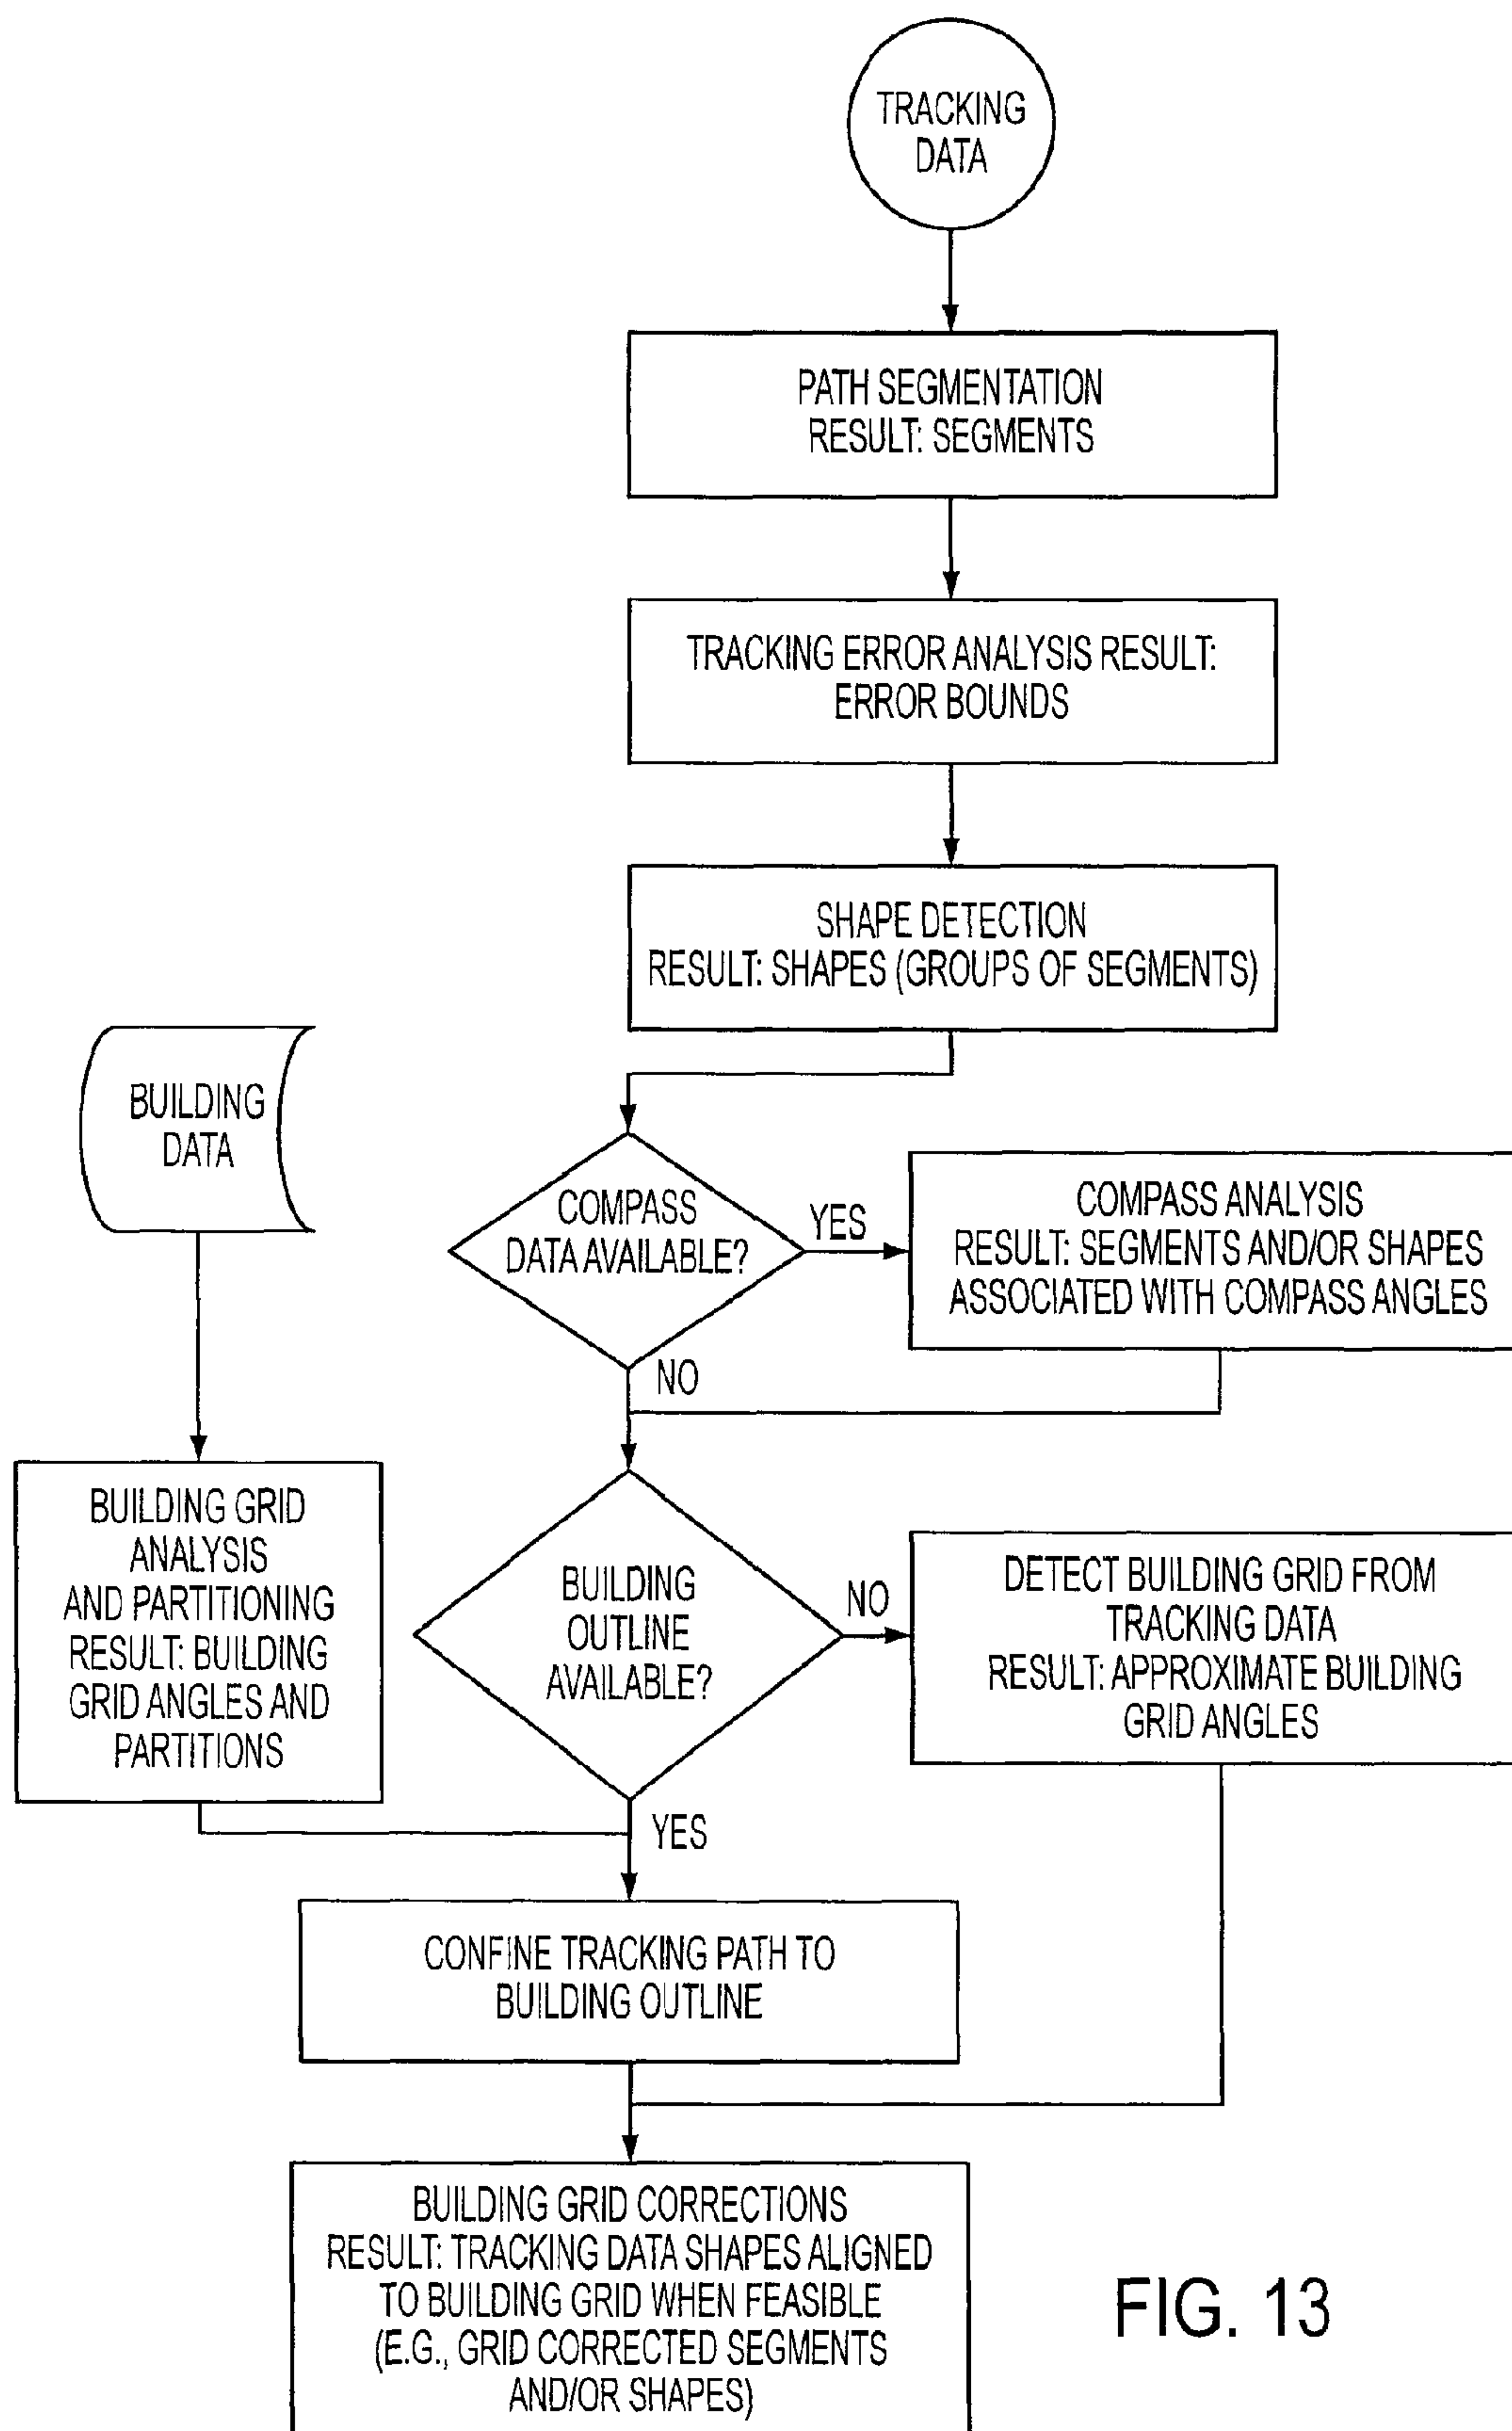 TRACKING
DATA
PATH SEGMENTATION
RESULT: SEGMENTS
TRACKING ERROR ANALYSIS RESULT:
ERROR BOUNDS
SHAPE DETECTION
RESULT: SHAPES (GROUPS OF SEGMENTS)
BUILDING
DATA
COMPASS
DATA AVAILABLE?
YES
COMPASS ANALYSIS
RESULT: SEGMENTS AND/OR SHAPES
ASSOCIATED WITH COMPASS ANGLES
NO
BUILDING GRID
ANALYSIS
AND PARTITIONING
RESULT: BUILDING
GRID ANGLES AND
PARTITIONS
BUILDING
OUTLINE
AVAILABLE?
NO
DETECT BUILDING GRID FROM
TRACKING DATA
RESULT: APPROXIMATE BUILDING
GRID ANGLES
YES
CONFINE TRACKING PATH TO
BUILDING OUTLINE
BUILDING GRID CORRECTIONS
RESULT: TRACKING DATA SHAPES ALIGNED
TO BUILDING GRID WHEN FEASIBLE
(E.G., GRID CORRECTED SEGMENTS
AND/OR SHAPES)
FIG. 13